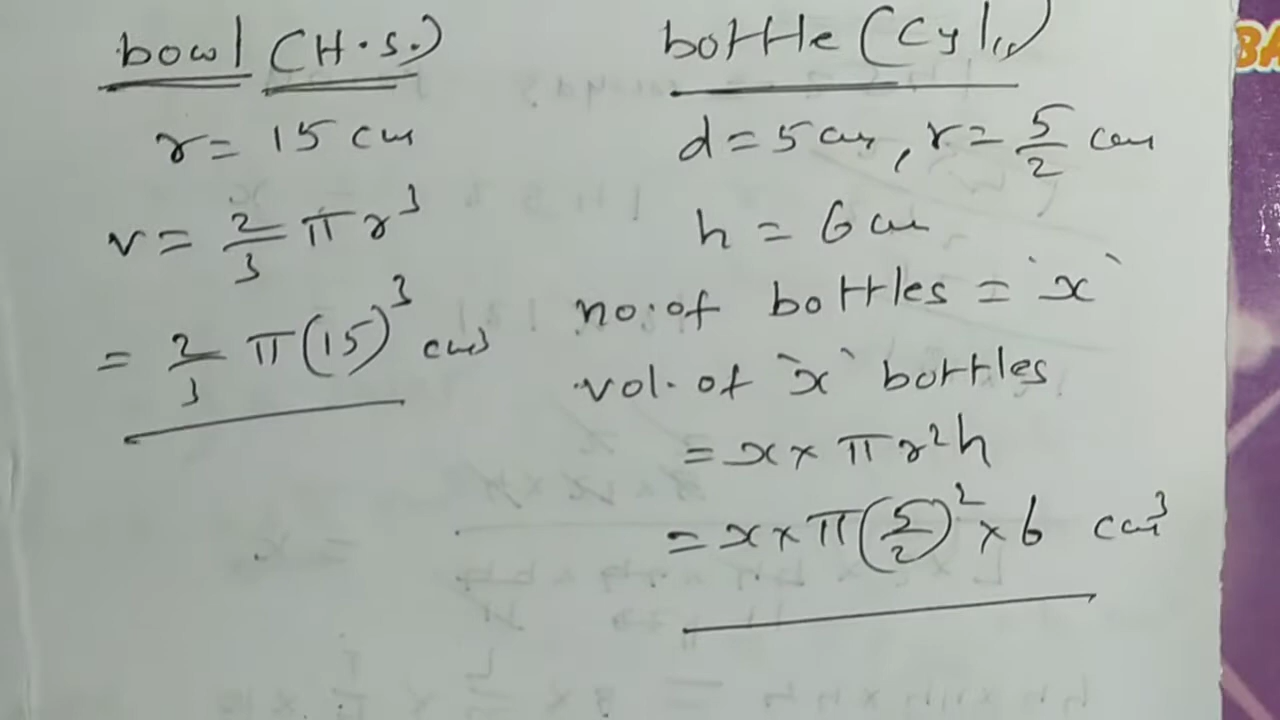 bowl (H.S.)
r = 15 cm
v = 2/3 π r³
= 2/3 π (15)³ cm³
bottle (Cyl)
d = 5 cm, r = 5/2 cm
h = 6 cm
no. of bottles = 'x'
vol. of 'x' bottles
= x × π r² h
= x × π (5/2)² × 6 cm³
BA